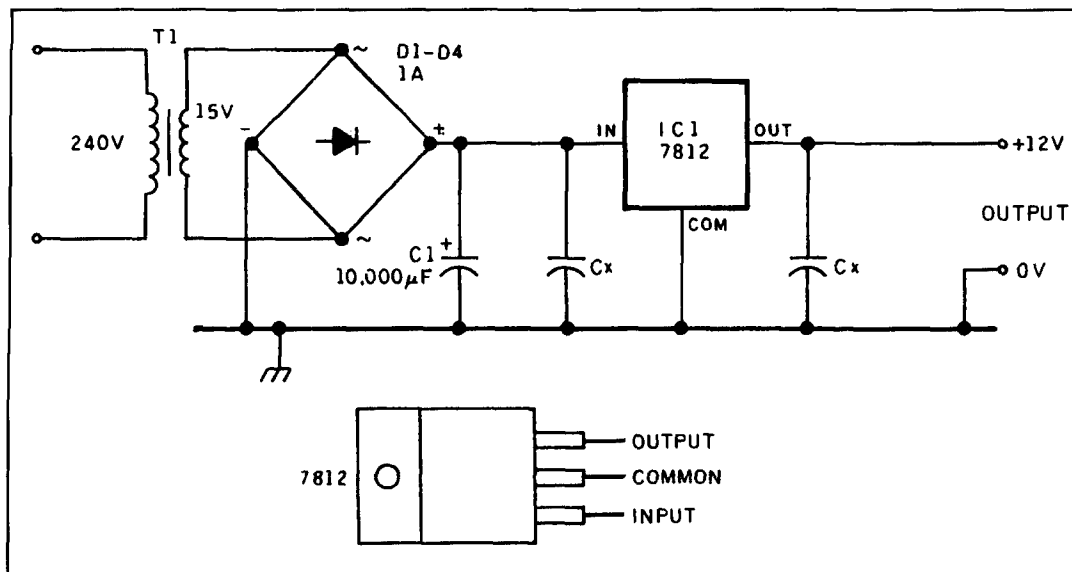 T1
240V
15V
~
D1-D4
1A
-
+
~
C1 +
10,000µF
Cx
IN
IC1
7812
OUT
COM
Cx
+12V
OUTPUT
0V
7812
OUTPUT
COMMON
INPUT